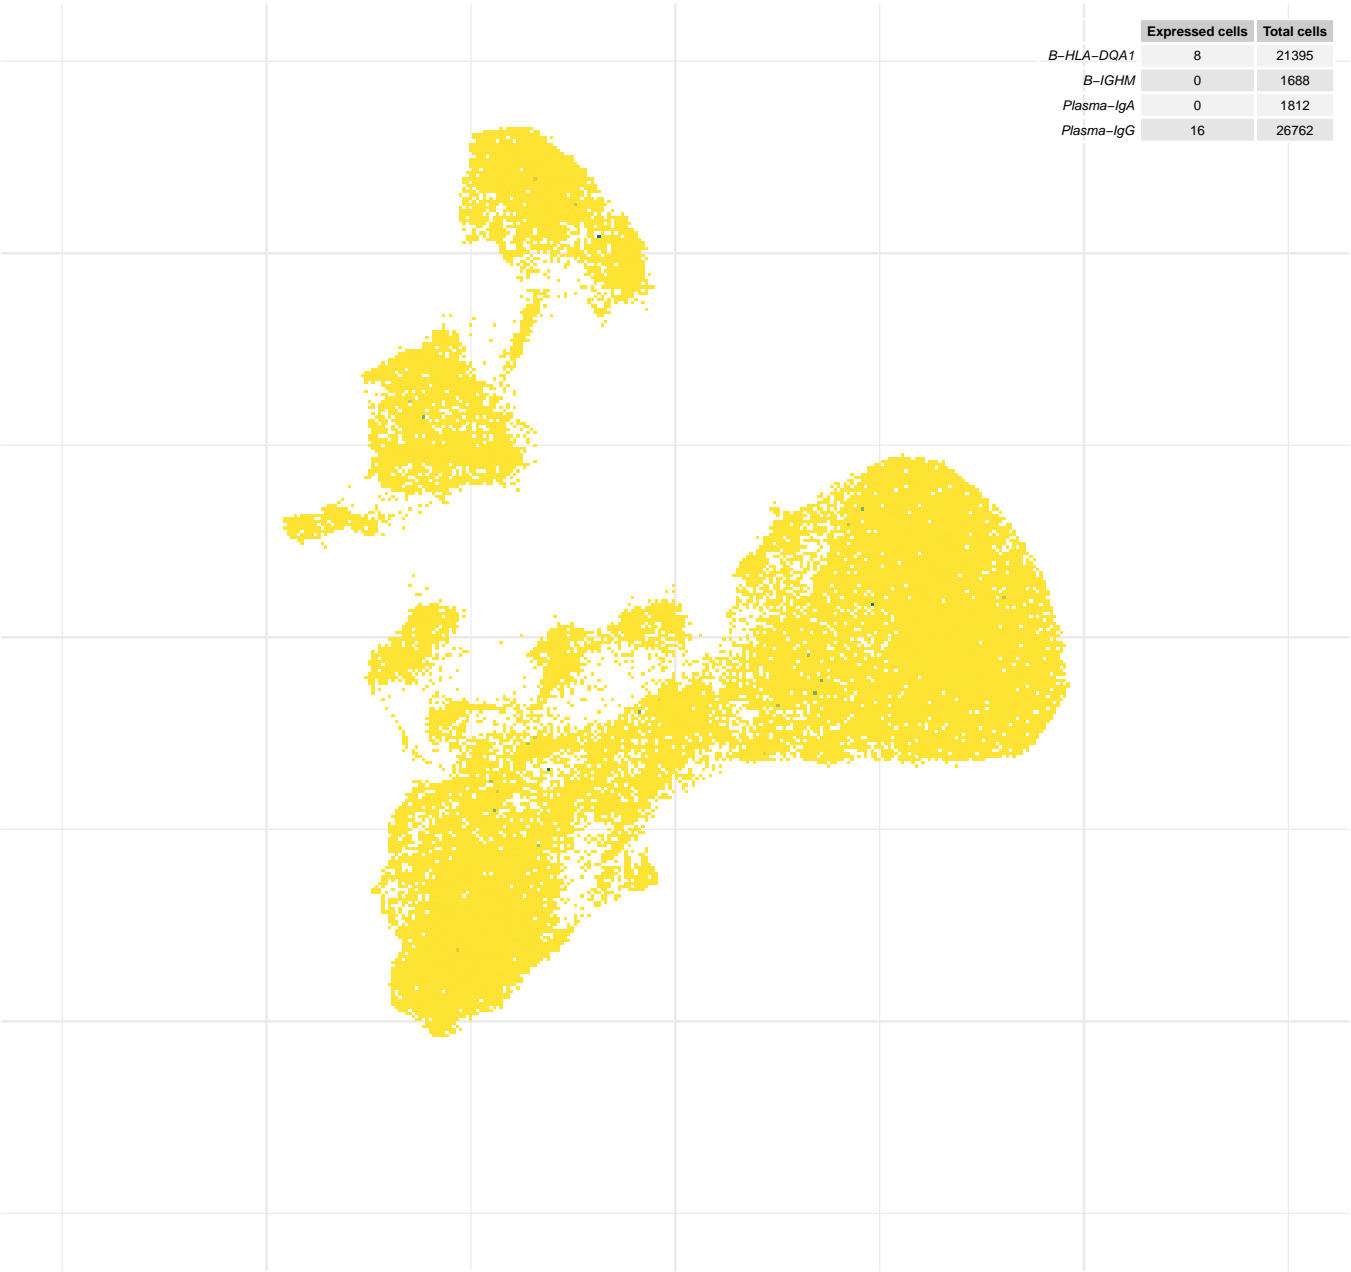 Expressed cells Total cells
B−HLA−DQA1 8 21395
B−IGHM 0 1688
Plasma−IgA 0 1812
Plasma−IgG 16 26762